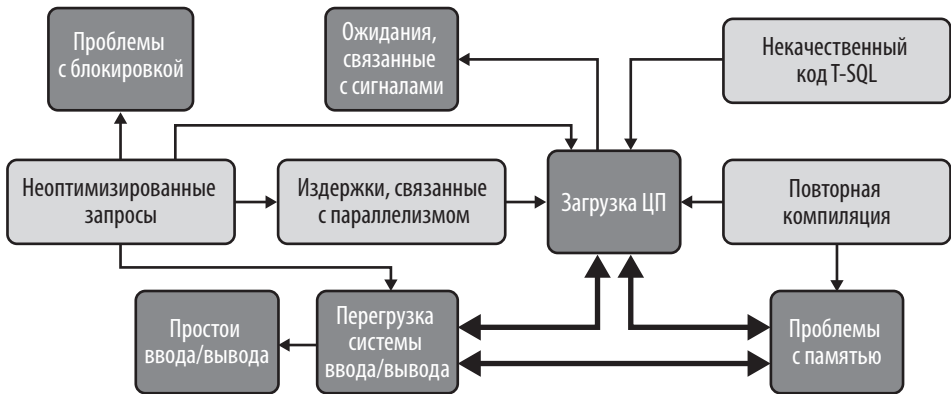 Проблемы
с блокировкой
Ожидания,
связанные
с сигналами
Некачественный
код T-SQL
Неоптимизированные
запросы
Издержки, связанные
с параллелизмом
Загрузка ЦП
Повторная
компиляция
Простои
ввода/вывода
Перегрузка
системы
ввода/вывода
Проблемы
с памятью